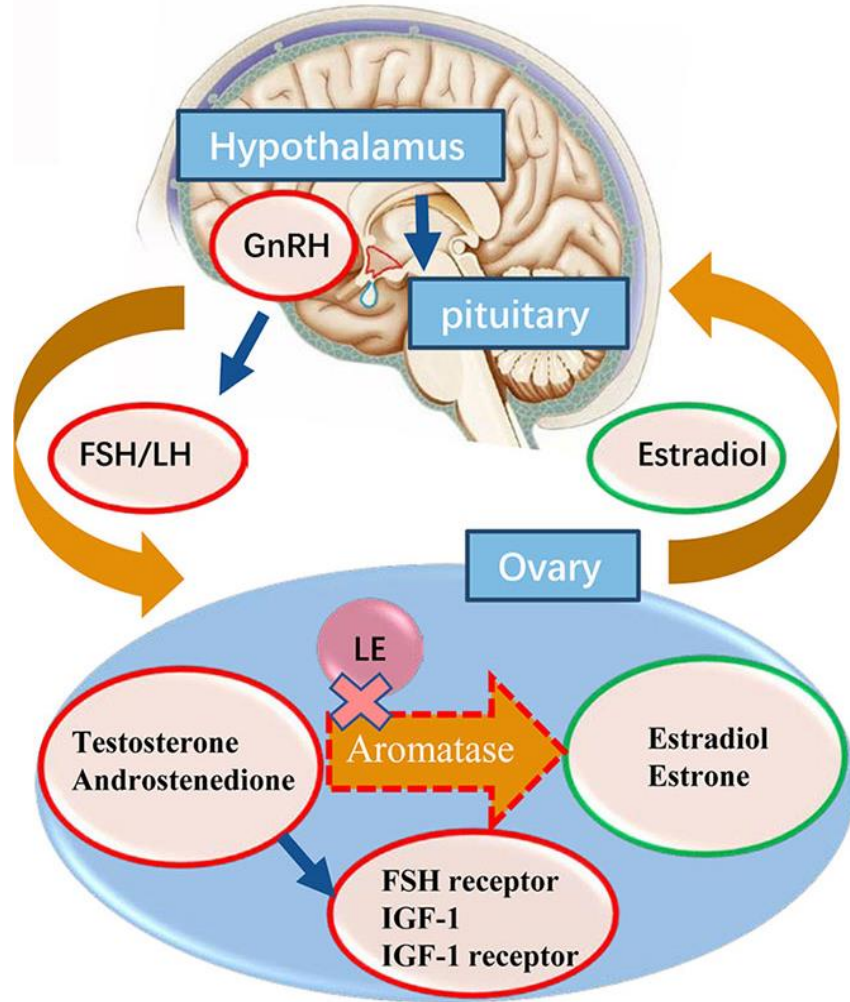 Hypothalamus
GnRH
pituitary
FSH/LH
Estradiol
Ovary
LE
Testosterone
Androstenedione
Aromatase
Estradiol
Estrone
FSH receptor
IGF-1
IGF-1 receptor